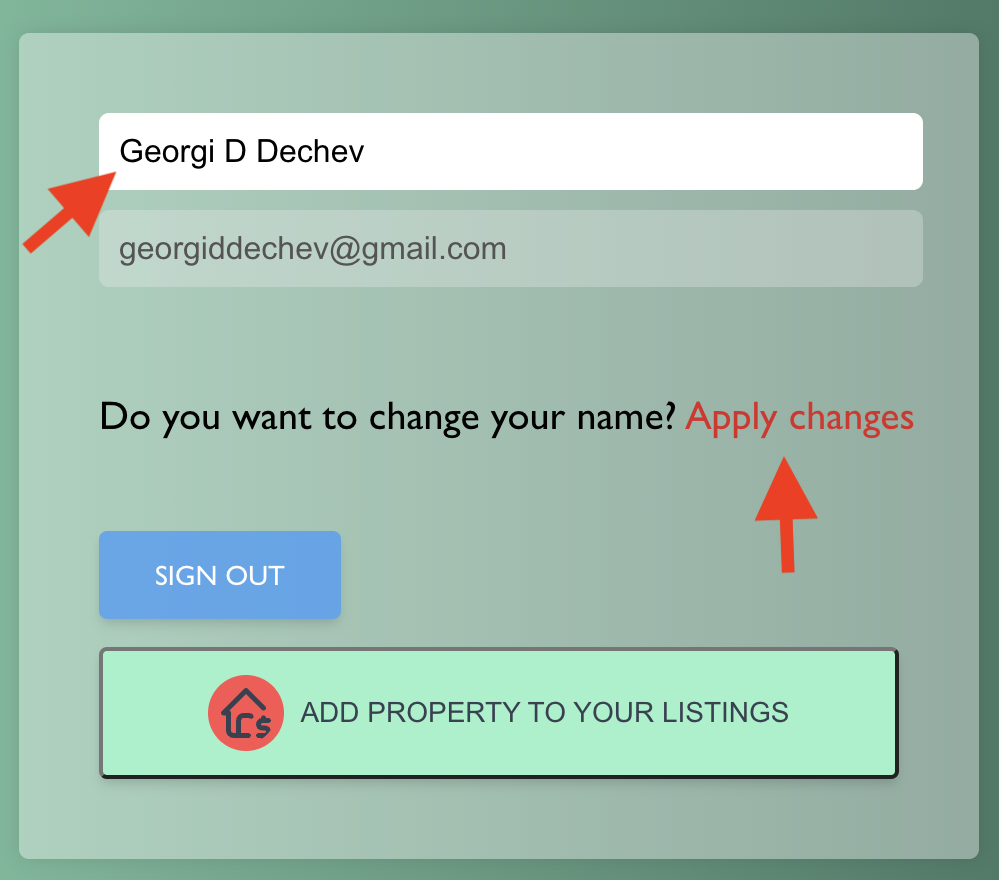 Georgi D Dechev
georgiddechev@gmail.com
Do you want to change your name? Apply changes
SIGN OUT
ADD PROPERTY TO YOUR LISTINGS